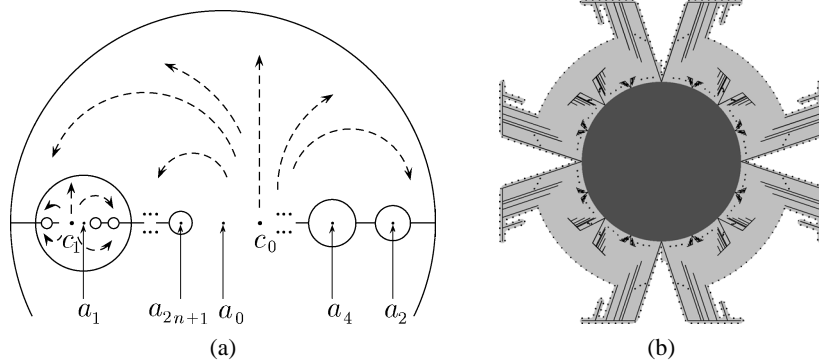 c₁
c₀
a₁ a₂ₙ₊₁ a₀ a₄ a₂
(a) (b)